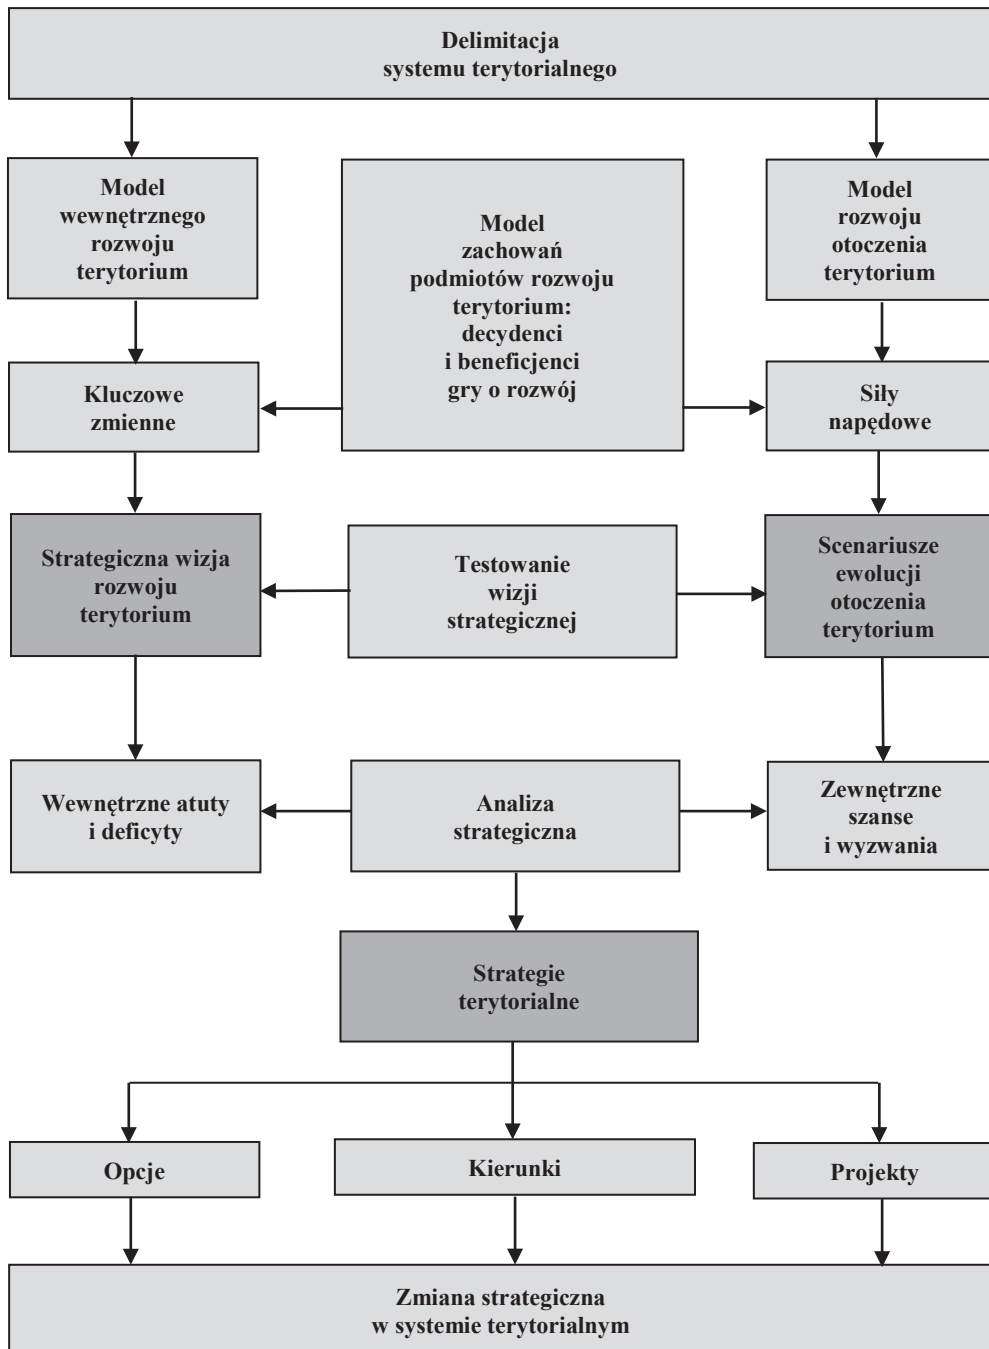 Delimitacja
systemu terytorialnego
Model
wewnętrznego
rozwoju
terytorium
Model
zachowań
podmiotów rozwoju
terytorium:
decydenci
i beneficjenci
gry o rozwój
Model
rozwoju
otoczenia
terytorium
Kluczowe
zmienne
Siły
napędowe
Strategiczna wizja
rozwoju
terytorium
Testowanie
wizji
strategicznej
Scenariusze
ewolucji
otoczenia
terytorium
Wewnętrzne atuty
i deficyty
Analiza
strategiczna
Zewnętrzne
szanse
i wyzwania
Strategie
terytorialne
Opcje
Kierunki
Projekty
Zmiana strategiczna
w systemie terytorialnym